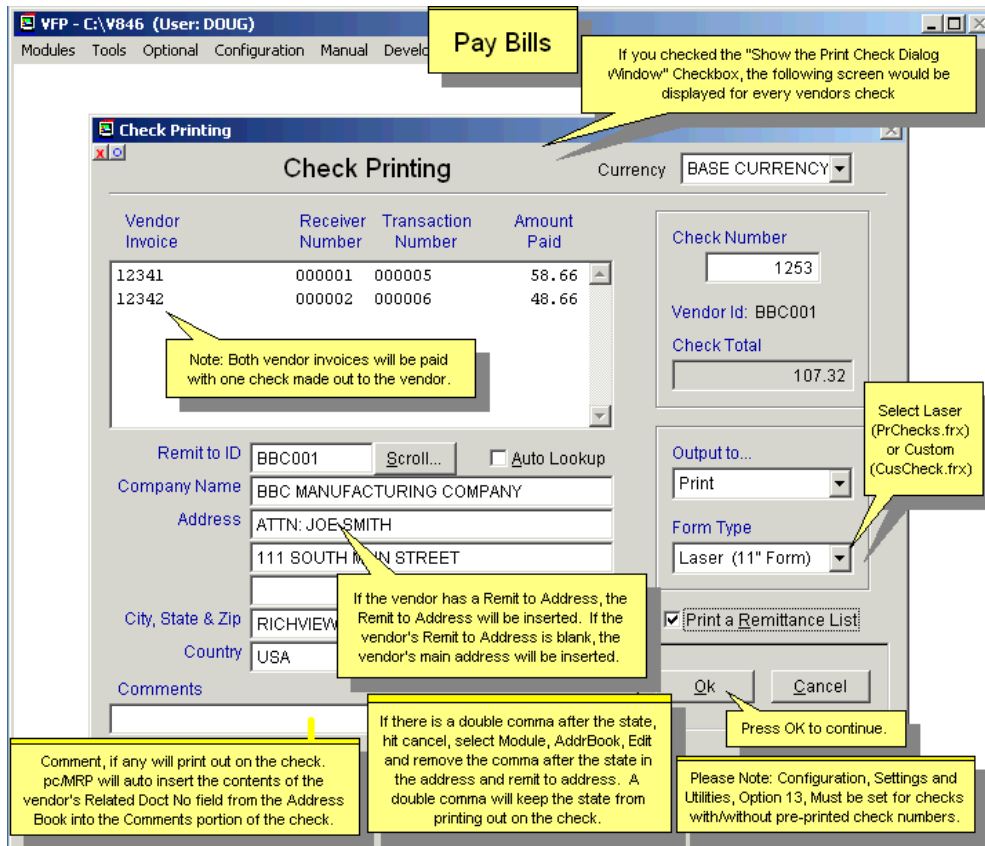 VFP - C:\V846 (User: DOUG)
Modules Tools Optional Configuration Manual Develo
Pay Bills
If you checked the "Show the Print Check Dialog
Window" Checkbox, the following screen would be
displayed for every vendors check
Check Printing
Check Printing
Currency BASE CURRENCY
Vendor Receiver Transaction Amount
Invoice Number Number Paid
12341 000001 000005 58.66
12342 000002 000006 48.66
Note: Both vendor invoices will be paid
with one check made out to the vendor.
Check Number
1253
Vendor Id: BBC001
Check Total
107.32
Select Laser
(PrChecks.frx)
or Custom
(CusCheck.frx)
Remit to ID BBC001 Scroll... Auto Lookup
Company Name BBC MANUFACTURING COMPANY
Address ATTN: JOE SMITH
111 SOUTH MAIN STREET
City, State & Zip RICHVIEW
Country USA
Comments
Output to...
Print
Form Type
Laser (11" Form)
Print a Remittance List
Ok Cancel
If the vendor has a Remit to Address, the
Remit to Address will be inserted. If the
vendor's Remit to Address is blank, the
vendor's main address will be inserted.
Press OK to continue.
Comment, if any will print out on the check.
pc/MRP will auto insert the contents of the
vendor's Related Doct No field from the Address
Book into the Comments portion of the check.
If there is a double comma after the state,
hit cancel, select Module, AddrBook, Edit
and remove the comma after the state in
the address and remit to address. A
double comma will keep the state from
printing out on the check.
Please Note: Configuration, Settings and
Utilities, Option 13, Must be set for checks
with/without pre-printed check numbers.